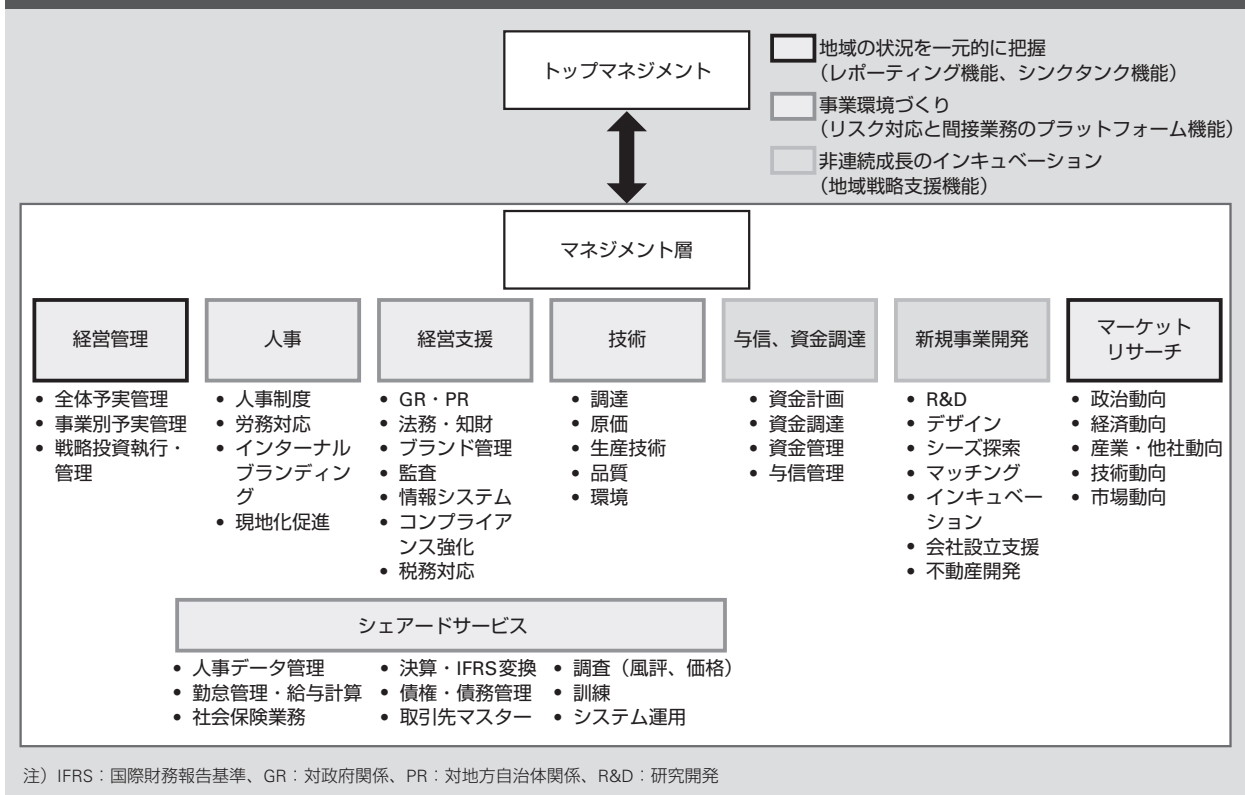 トップマネジメント
地域の状況を一元的に把握
（レポーティング機能、シンクタンク機能）
事業環境づくり
（リスク対応と間接業務のプラットフォーム機能）
非連続成長のインキュベーション
（地域戦略支援機能）
マネジメント層
経営管理
• 全体予実管理
• 事業別予実管理
• 戦略投資執行・
管理
人事
• 人事制度
• 労務対応
• インターナル
ブランディン
グ
• 現地化促進
経営支援
• GR・PR
• 法務・知財
• ブランド管理
• 監査
• 情報システム
• コンプライア
ンス強化
• 税務対応
技術
• 調達
• 原価
• 生産技術
• 品質
• 環境
与信、資金調達
• 資金計画
• 資金調達
• 資金管理
• 与信管理
新規事業開発
• R&D
• デザイン
• シーズ探索
• マッチング
• インキュベー
ション
• 会社設立支援
• 不動産開発
マーケット
リサーチ
• 政治動向
• 経済動向
• 産業・他社動向
• 技術動向
• 市場動向
シェアードサービス
• 人事データ管理
• 勤怠管理・給与計算
• 社会保険業務
• 決算・IFRS変換
• 債権・債務管理
• 取引先マスター
• 調査（風評、価格）
• 訓練
• システム運用
注）IFRS：国際財務報告基準、GR：対政府関係、PR：対地方自治体関係、R&D：研究開発